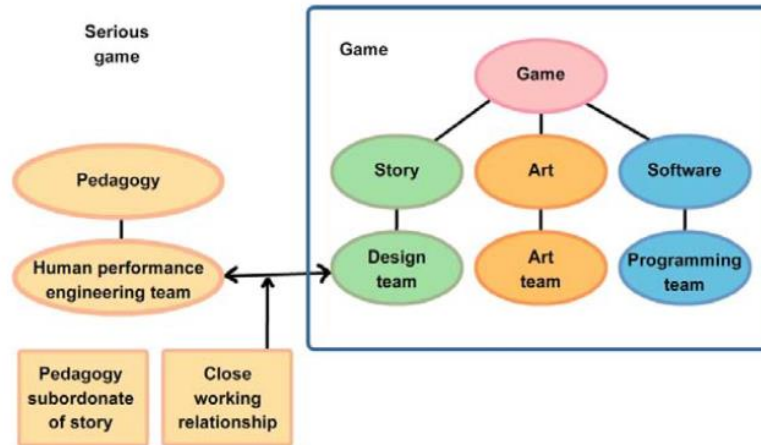 Serious
game
Game
Game
Story
Art
Software
Pedagogy
Human performance
engineering team
Design
team
Art
team
Programming
team
Pedagogy
subordonate
of story
Close
working
relationship